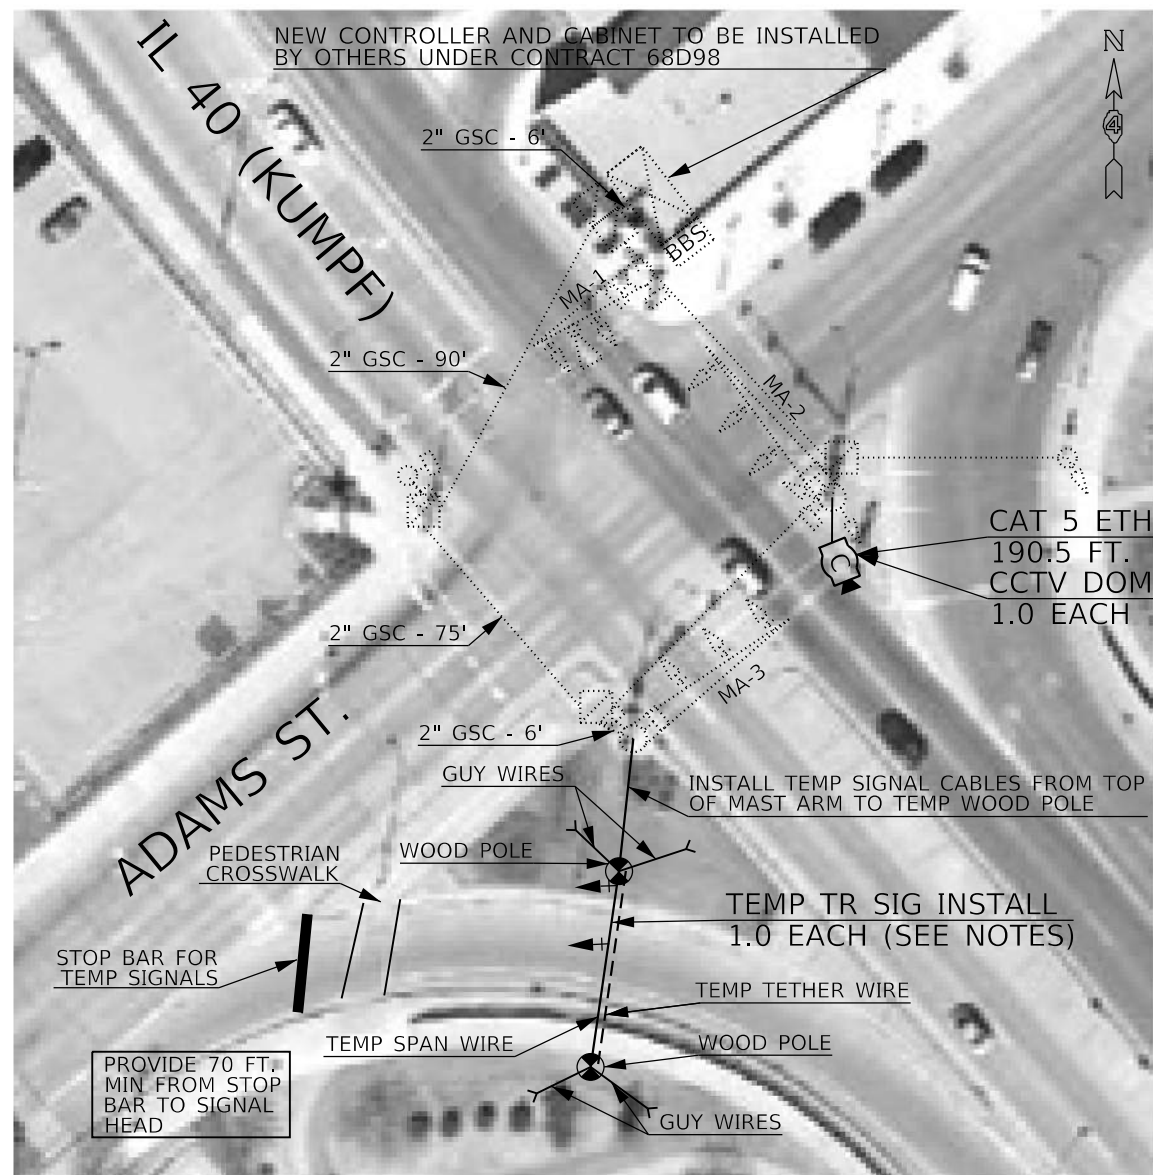 NEW CONTROLLER AND CABINET TO BE INSTALLED
BY OTHERS UNDER CONTRACT 68D98
N
4
IL 40 (KUMPF)
2" GSC - 6'
BBS
MA-1
2" GSC - 90'
MA-2
CAT 5 ETH
190.5 FT.
CCTV DOM
1.0 EACH
C
2" GSC - 75'
MA-3
ADAMS ST.
2" GSC - 6'
GUY WIRES
INSTALL TEMP SIGNAL CABLES FROM TOP
OF MAST ARM TO TEMP WOOD POLE
PEDESTRIAN
CROSSWALK
WOOD POLE
TEMP TR SIG INSTALL
1.0 EACH (SEE NOTES)
STOP BAR FOR
TEMP SIGNALS
TEMP TETHER WIRE
TEMP SPAN WIRE
WOOD POLE
PROVIDE 70 FT.
MIN FROM STOP
BAR TO SIGNAL
HEAD
GUY WIRES